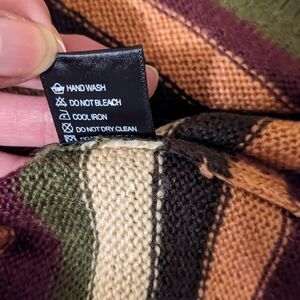 HAND WASH
DO NOT BLEACH
COOL IRON
DO NOT DRY CLEAN